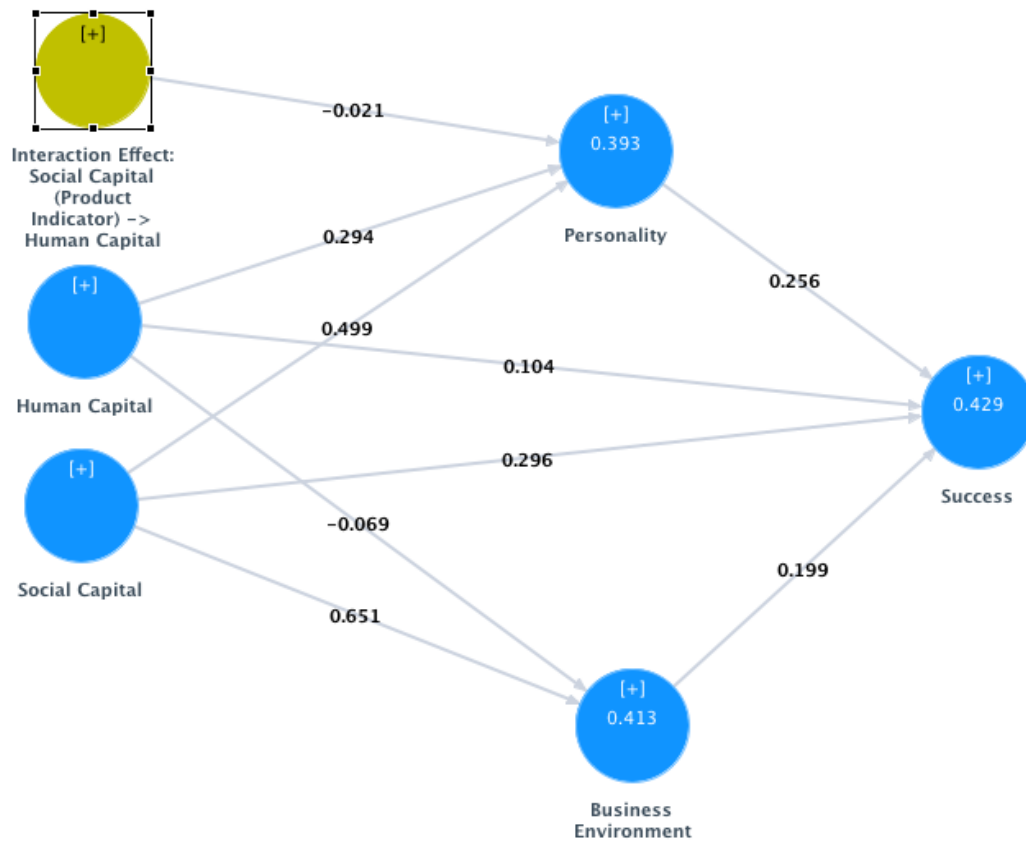 [+]
Interaction Effect:
Social Capital
(Product
Indicator) ->
Human Capital
-0.021
[+]
0.393
Personality
0.294
[+]
Human Capital
0.499
0.256
0.104
[+]
0.429
Success
[+]
Social Capital
0.296
-0.069
0.199
0.651
[+]
0.413
Business
Environment